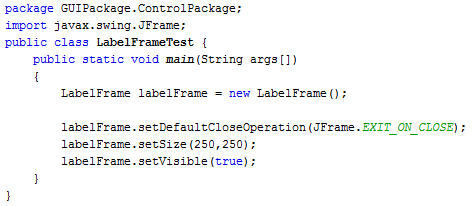 package GUIPackage.ControlPackage;
import javax.swing.JFrame;
public class LabelFrameTest {
    public static void main(String args[])
    {
        LabelFrame labelFrame = new LabelFrame();

        labelFrame.setDefaultCloseOperation(JFrame.EXIT_ON_CLOSE);
        labelFrame.setSize(250,250);
        labelFrame.setVisible(true);
    }
}